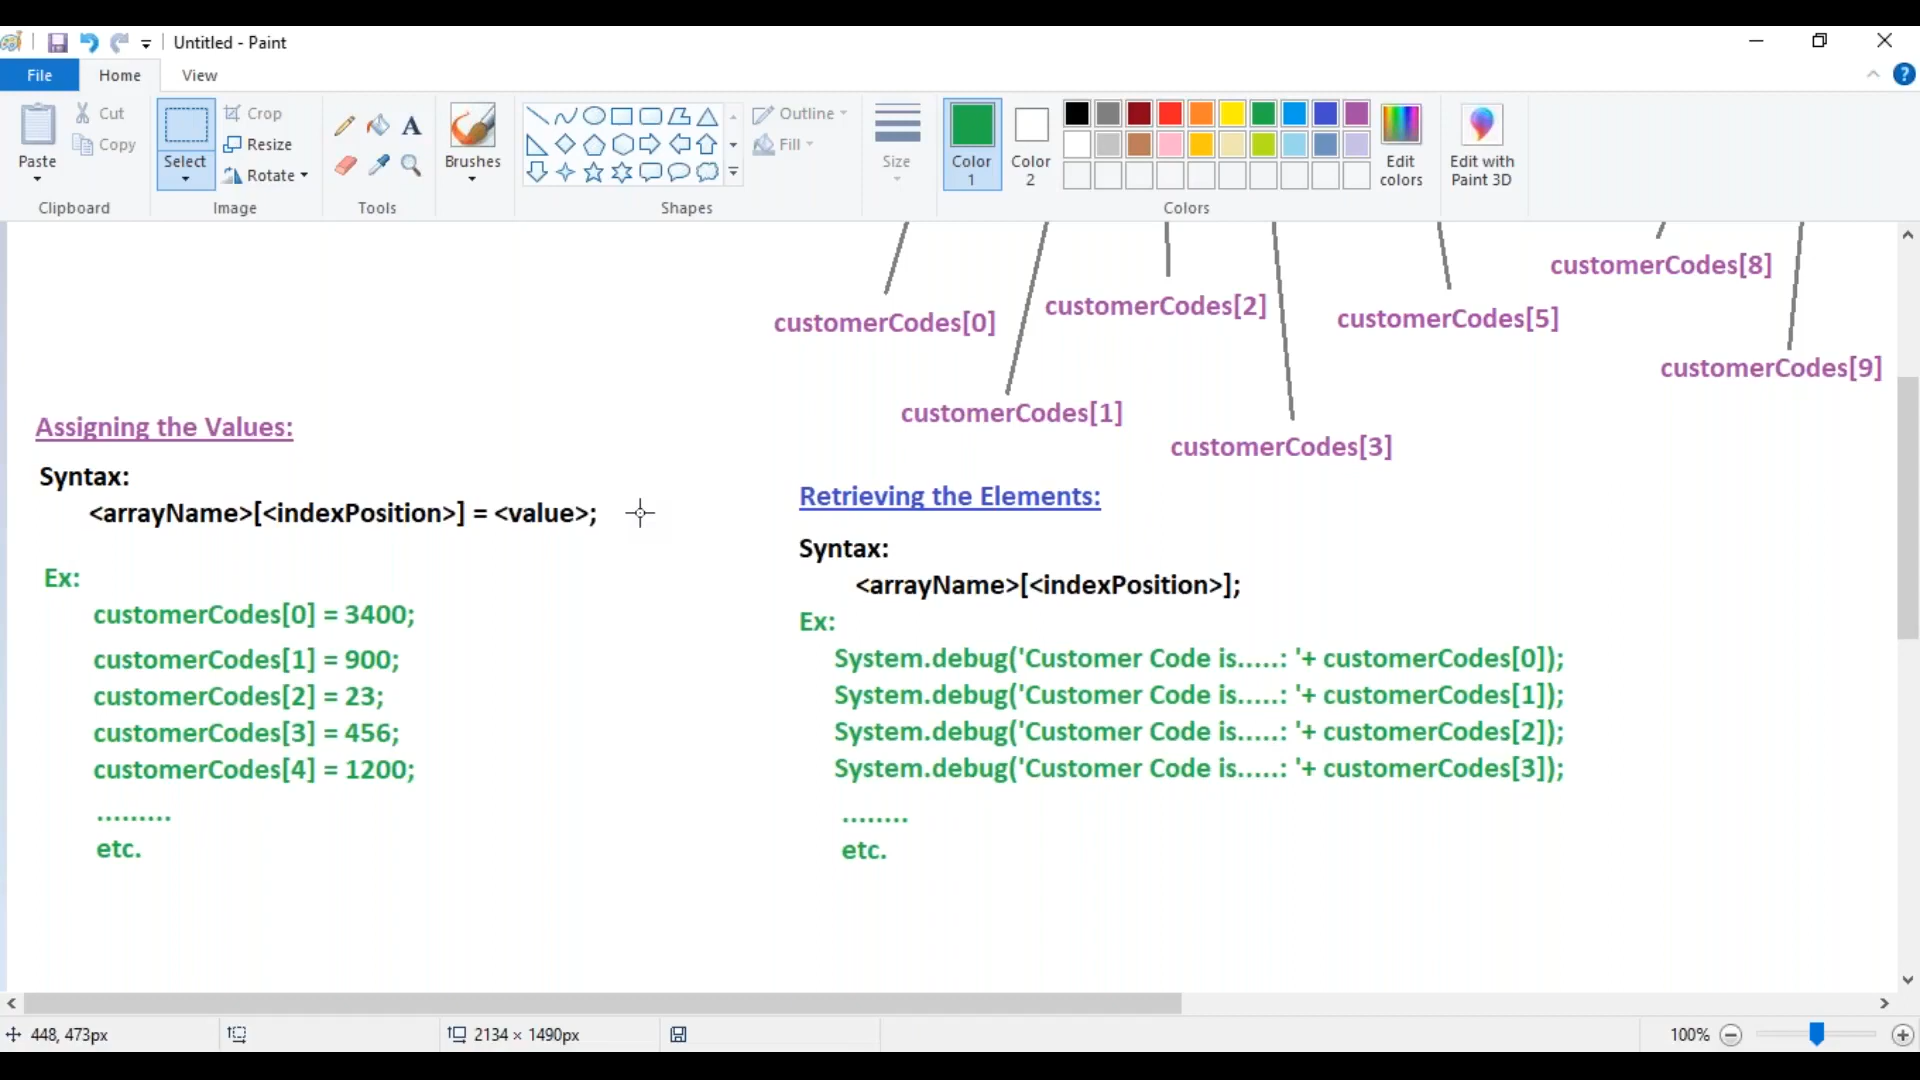 Untitled - Paint
File Home View
Paste
Cut
Copy
Clipboard
Select
Crop
Resize
Rotate
Image
A
Tools
Brushes
Shapes
Outline
Fill
Size
Color 1
Color 2
Colors
Edit colors
Edit with Paint 3D
?
customerCodes[8]
customerCodes[2]
customerCodes[5]
customerCodes[0]
customerCodes[9]
customerCodes[1]
customerCodes[3]
Assigning the Values:
Syntax:
<arrayName>[<indexPosition>] = <value>;
Ex:
customerCodes[0] = 3400;
customerCodes[1] = 900;
customerCodes[2] = 23;
customerCodes[3] = 456;
customerCodes[4] = 1200;
.........
etc.
Retrieving the Elements:
Syntax:
<arrayName>[<indexPosition>];
Ex:
System.debug('Customer Code is.....: '+ customerCodes[0]);
System.debug('Customer Code is.....: '+ customerCodes[1]);
System.debug('Customer Code is.....: '+ customerCodes[2]);
System.debug('Customer Code is.....: '+ customerCodes[3]);
........
etc.
448, 473px
2134 × 1490px
100%